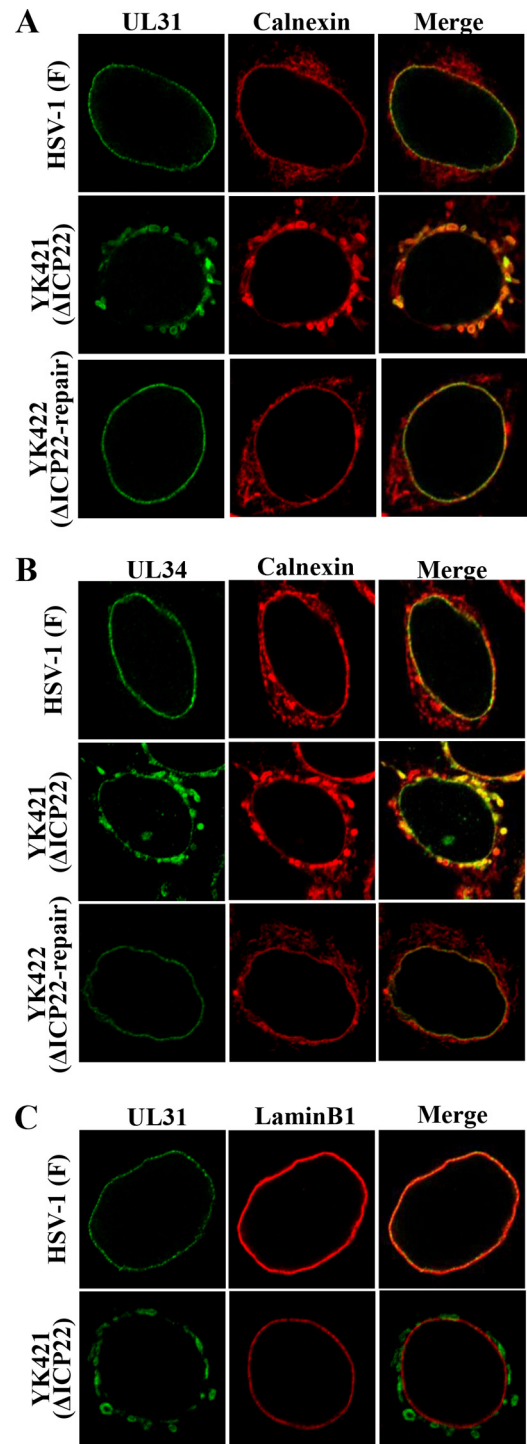 A
UL31 Calnexin Merge
HSV-1 (F)
YK421
(ΔICP22)
YK422
(ΔICP22-repair)
B
UL34 Calnexin Merge
HSV-1 (F)
YK421
(ΔICP22)
YK422
(ΔICP22-repair)
C
UL31 LaminB1 Merge
HSV-1 (F)
YK421
(ΔICP22)